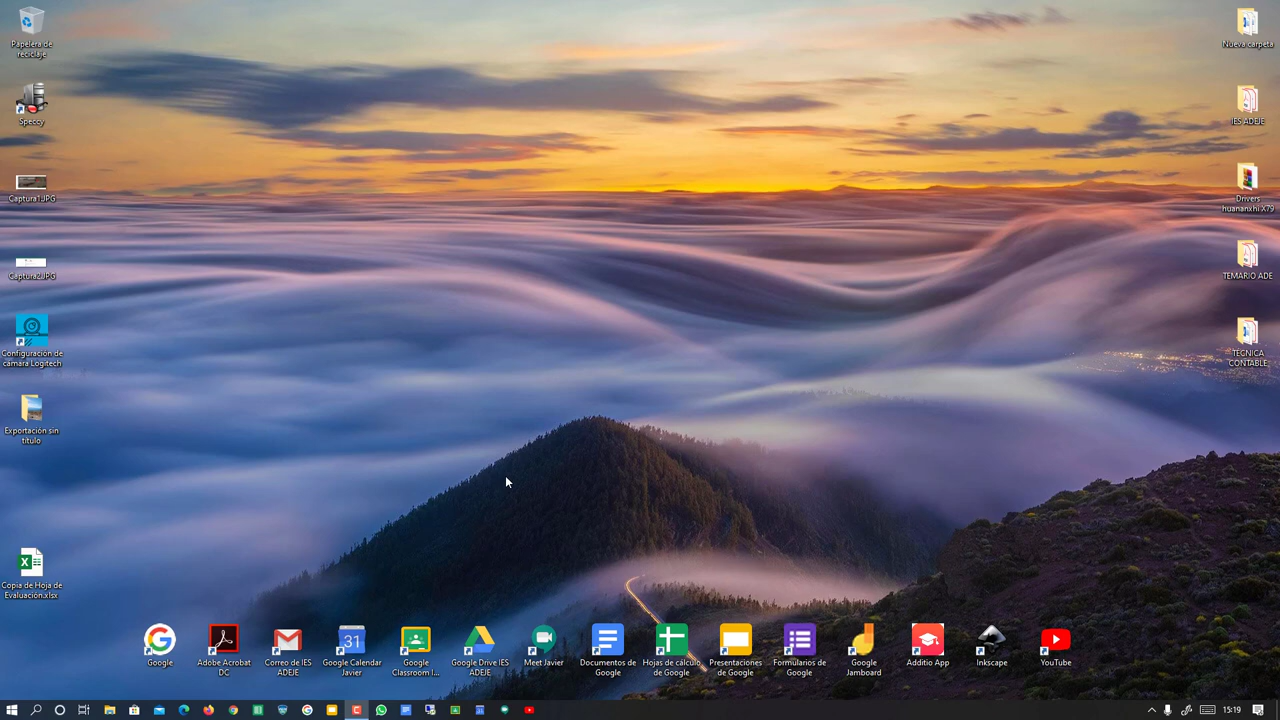 Papelera de
reciclaje
Speccy
Captura1.JPG
Captura2.JPG
Configuración de
cámara Logitech
Exportación sin
título
Copia de Hoja de
Evaluación.xlsx
Nueva carpeta
IES ADEJE
Drivers
huananxhi X79
TEMARIO ADE
TÉCNICA
CONTABLE
Google
Adobe Acrobat
DC
Correo de IES
ADEJE
31
Google Calendar
Javier
Google
Classroom I...
Google Drive IES
ADEJE
Meet Javier
Documentos de
Google
Hojas de cálculo
de Google
Presentaciones
de Google
Formularios de
Google
Google
Jamboard
Additio App
Inkscape
YouTube
15:19